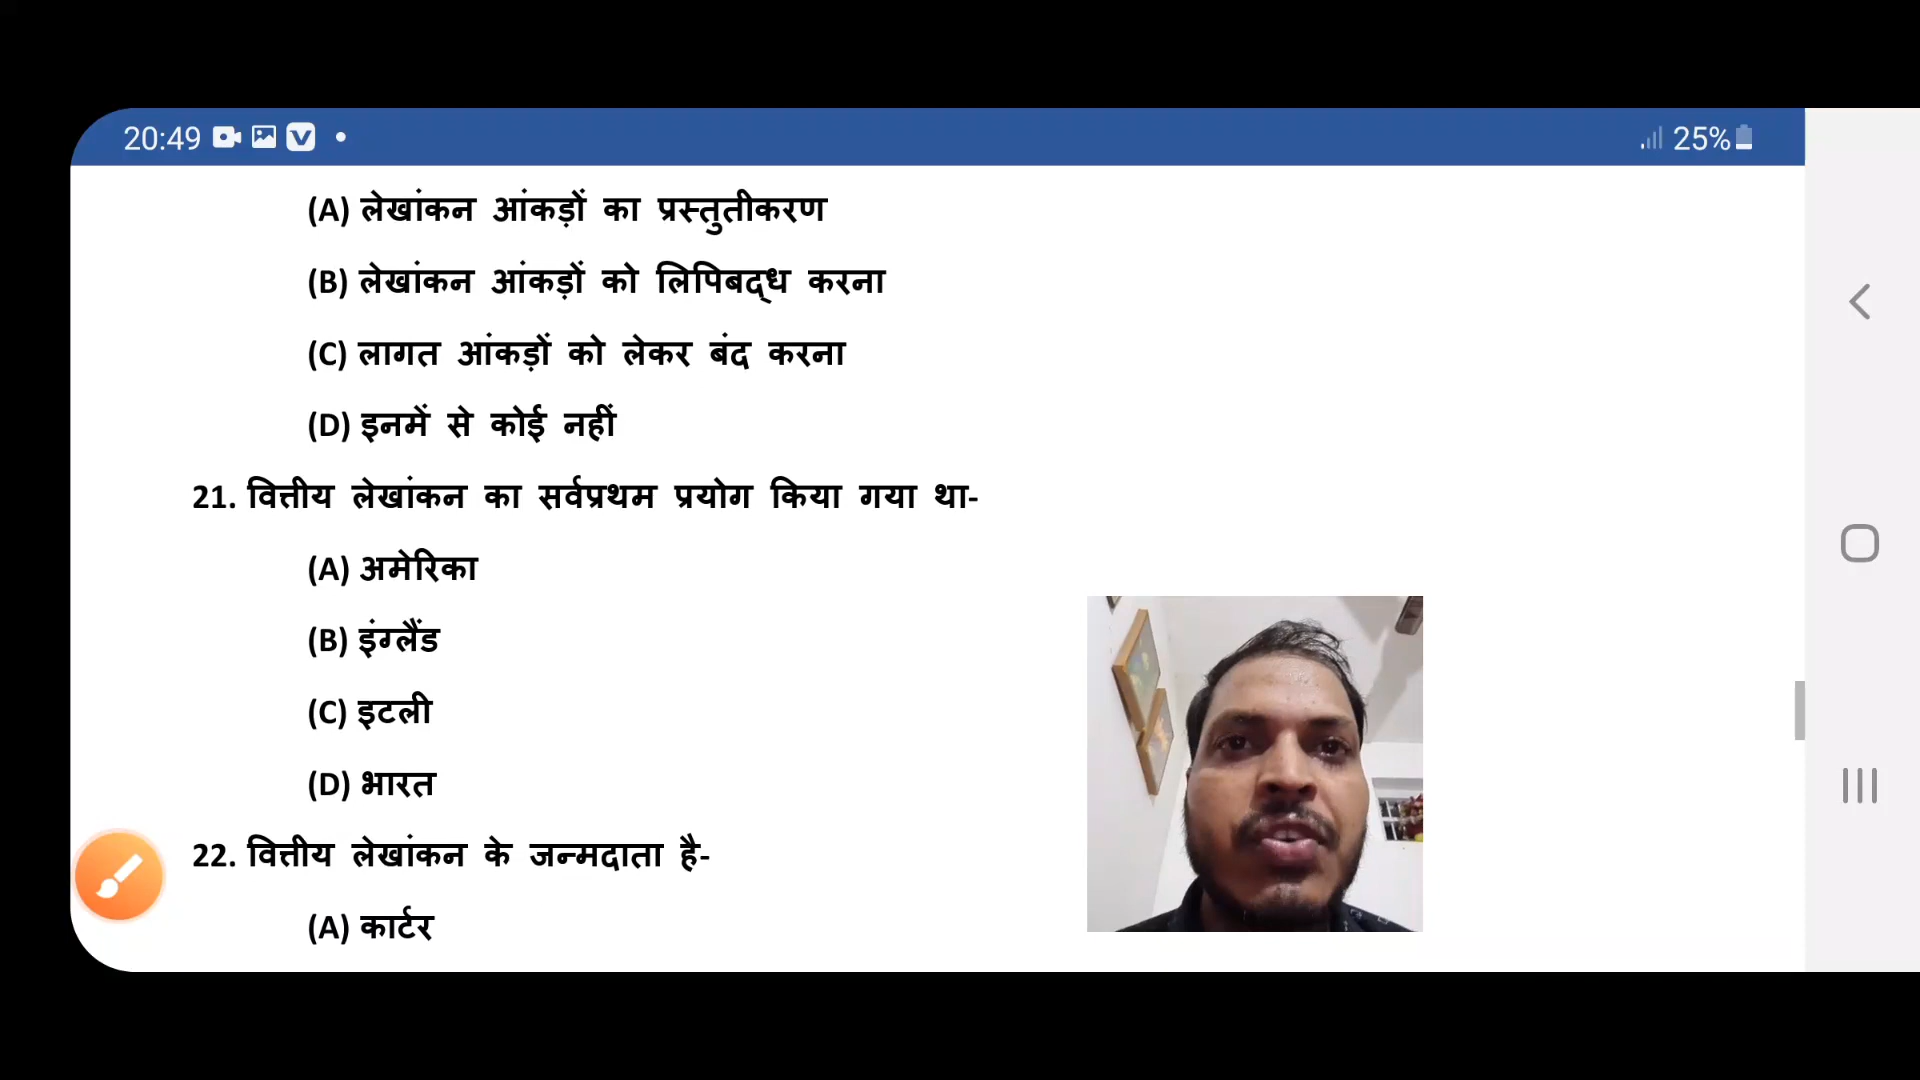 20:49 25%
(A) लेखांकन आंकड़ों का प्रस्तुतीकरण
(B) लेखांकन आंकड़ों को लिपिबद्ध करना
(C) लागत आंकड़ों को लेकर बंद करना
(D) इनमें से कोई नहीं
21. वित्तीय लेखांकन का सर्वप्रथम प्रयोग किया गया था-
(A) अमेरिका
(B) इंग्लैंड
(C) इटली
(D) भारत
22. वित्तीय लेखांकन के जन्मदाता है-
(A) कार्टर